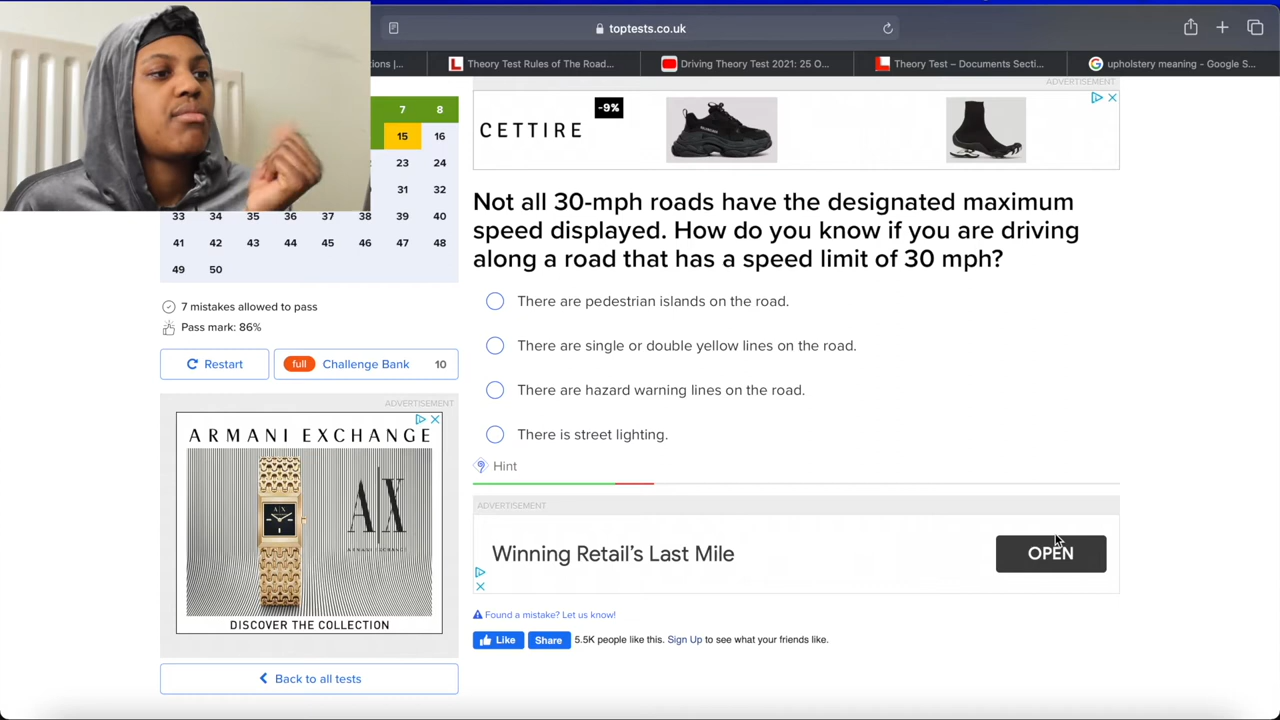 toptests.co.uk
tions |...
L Theory Test Rules of The Road...
Driving Theory Test 2021: 25 O...
Theory Test – Documents Secti...
upholstery meaning - Google S...
ADVERTISEMENT
CETTIRE
-9%
7 8
15 16
23 24
31 32
33 34 35 36 37 38 39 40
41 42 43 44 45 46 47 48
49 50
7 mistakes allowed to pass
Pass mark: 86%
Restart
full Challenge Bank 10
ADVERTISEMENT
ARMANI EXCHANGE
A|X
ARMANI EXCHANGE
DISCOVER THE COLLECTION
Back to all tests
Not all 30-mph roads have the designated maximum
speed displayed. How do you know if you are driving
along a road that has a speed limit of 30 mph?
There are pedestrian islands on the road.
There are single or double yellow lines on the road.
There are hazard warning lines on the road.
There is street lighting.
Hint
ADVERTISEMENT
Winning Retail's Last Mile
OPEN
Found a mistake? Let us know!
Like Share 5.5K people like this. Sign Up to see what your friends like.